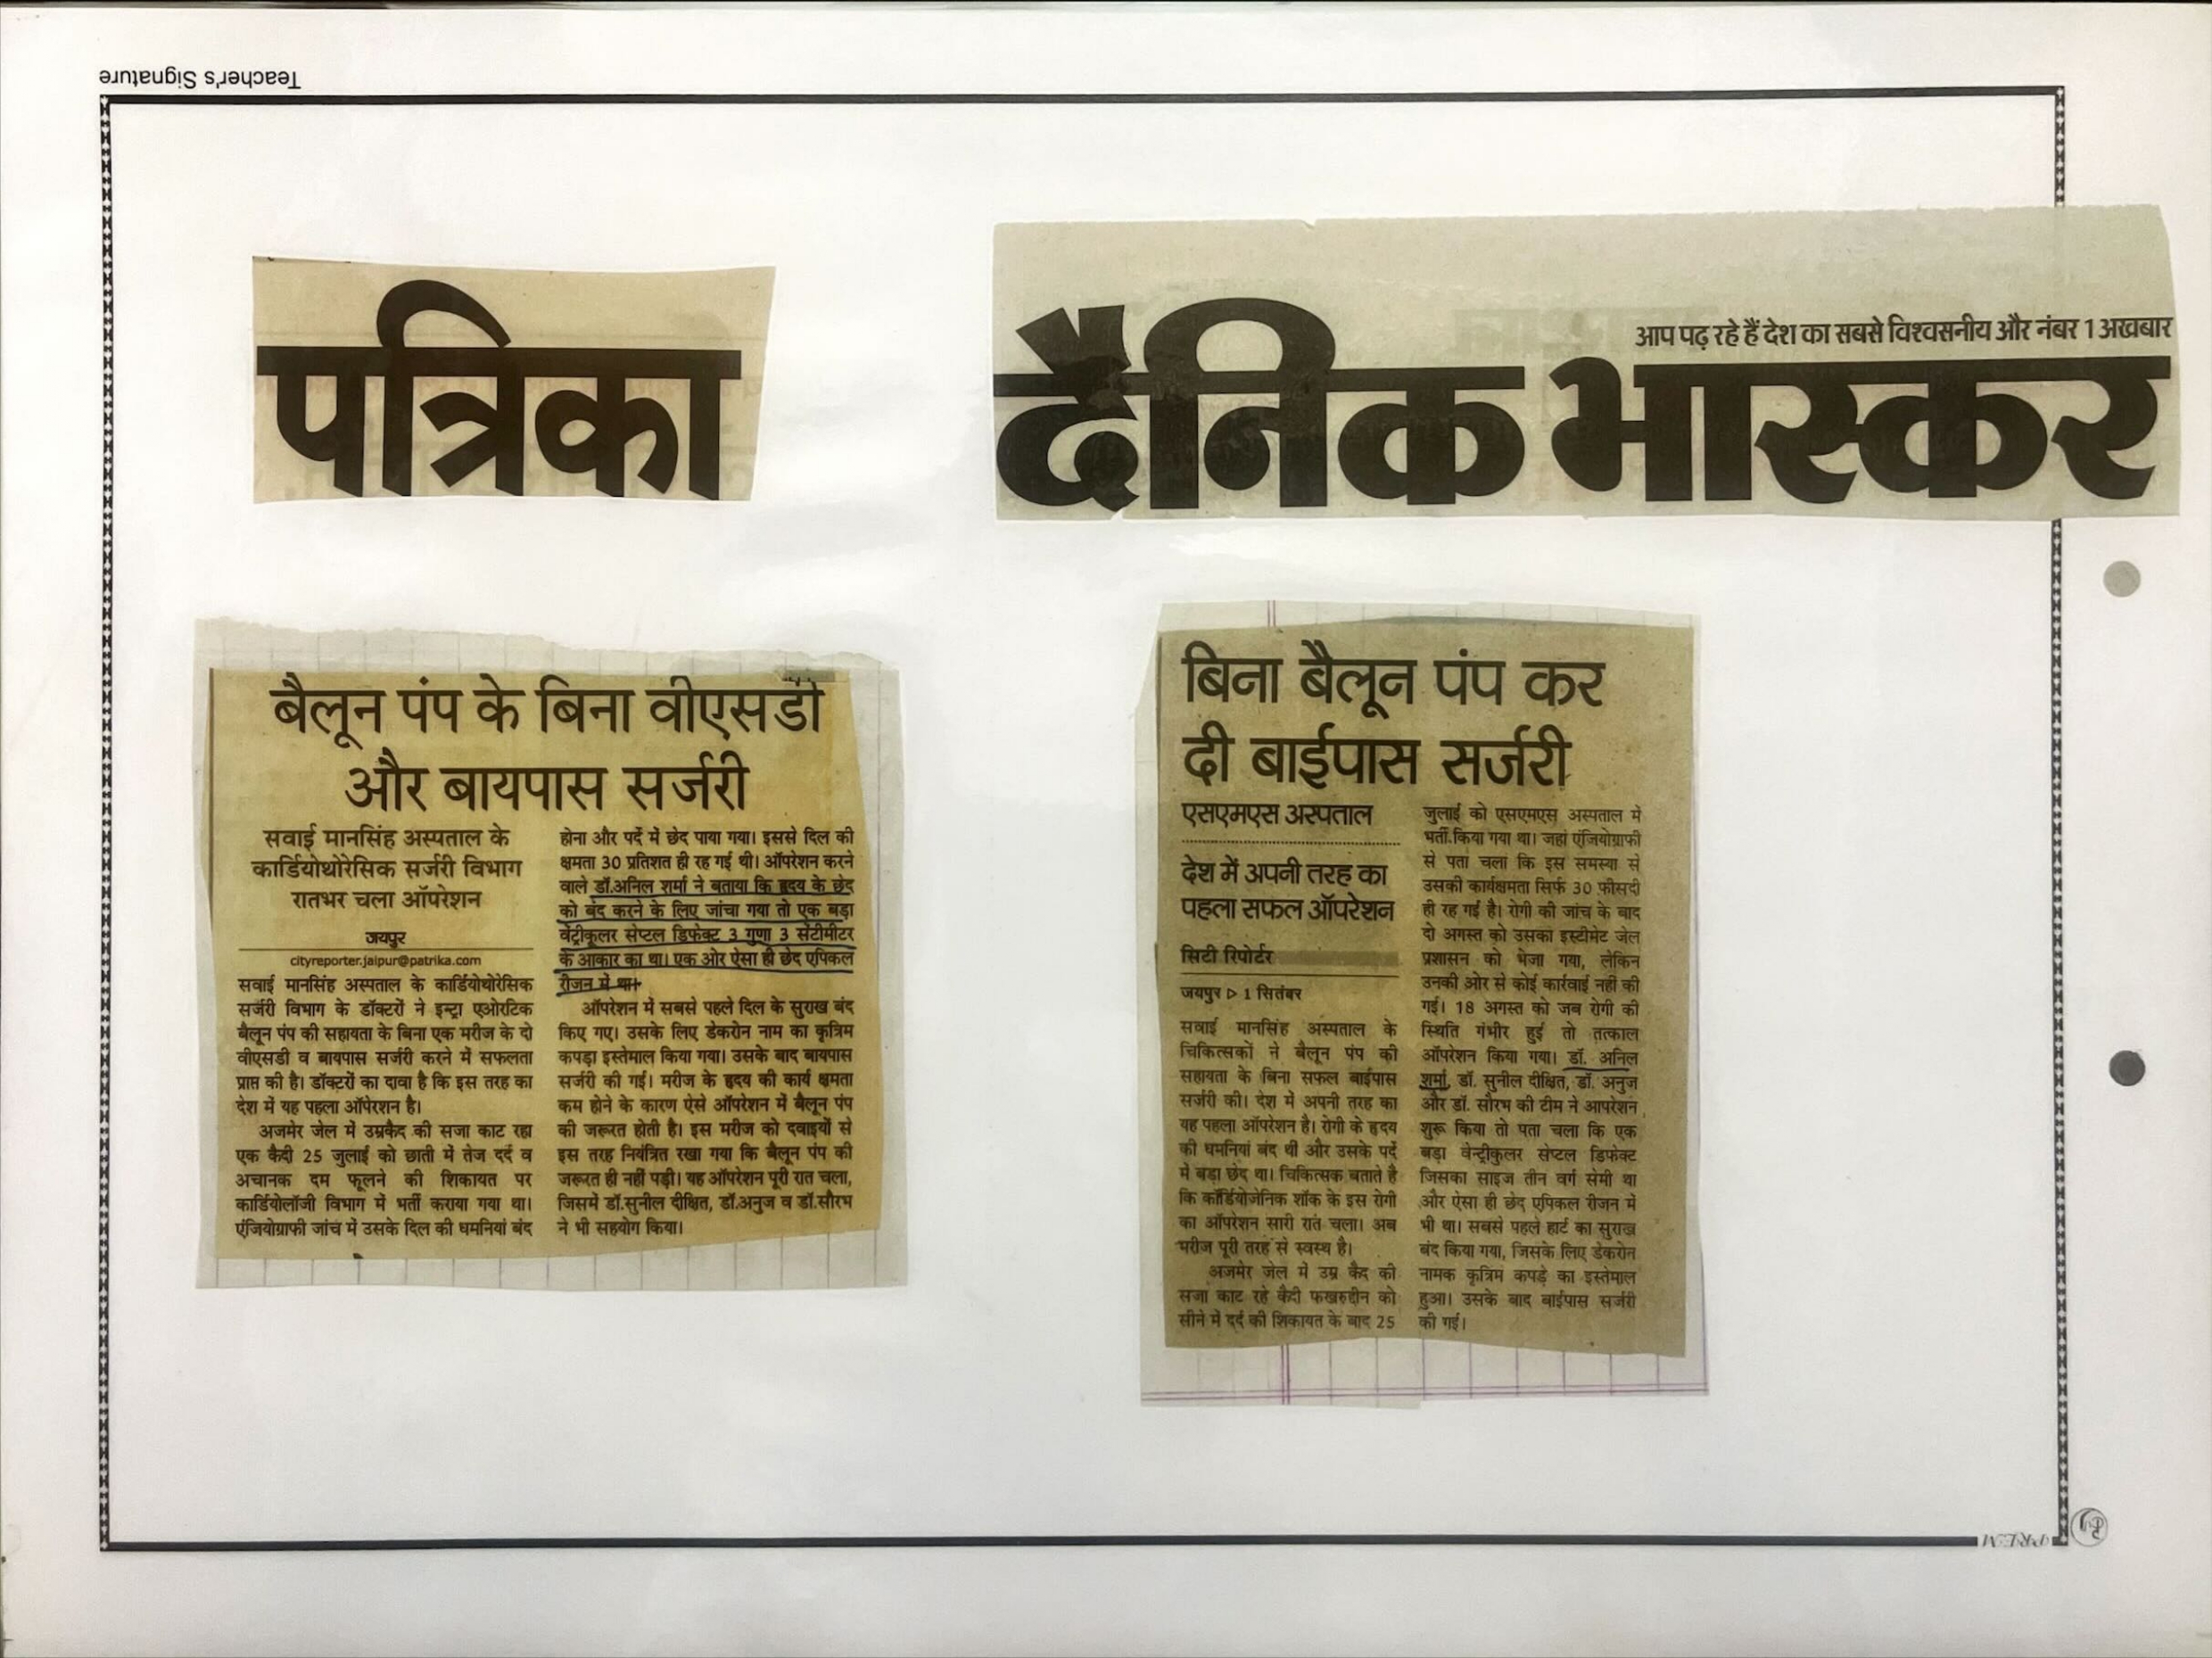 Teacher's Signature
पत्रिका
बैलून पंप के बिना वीएसडी
और बायपास सर्जरी
सवाई मानसिंह अस्पताल के
कार्डियोथोरेसिक सर्जरी विभाग
रातभर चला ऑपरेशन
जयपुर
cityreporter.jaipur@patrika.com
सवाई मानसिंह अस्पताल के कार्डियोथोरेसिक
सर्जरी विभाग के डॉक्टरों ने इन्ट्रा एओरटिक
बैलून पंप की सहायता के बिना एक मरीज के दो
वीएसडी व बायपास सर्जरी करने में सफलता
प्राप्त की है। डॉक्टरों का दावा है कि इस तरह का
देश में यह पहला ऑपेरशन है।
अजमेर जेल में उम्रकैद की सजा काट रहा
एक कैदी 25 जुलाई को छाती में तेज दर्द व
अचानक दम फूलने की शिकायत पर
कार्डियोलॉजी विभाग में भर्ती कराया गया था।
एंजियोग्राफी जांच में उसके दिल की धमनियां बंद
होना और पर्दे में छेद पाया गया। इससे दिल की
क्षमता 30 प्रतिशत ही रह गई थी। ऑपरेशन करने
वाले डॉ.अनिल शर्मा ने बताया कि हृदय के छेद
को बंद करने के लिए जांचा गया तो एक बड़ा
वेंट्रीकूलर सेप्टल डिफेक्ट 3 गुणा 3 सेंटीमीटर
के आकार का था। एक ओर ऐसा ही छेद एपिकल
रीजन में था।
ऑपरेशन में सबसे पहले दिल के सुराख बंद
किए गए। उसके लिए डेकरोन नाम का कृत्रिम
कपड़ा इस्तेमाल किया गया। उसके बाद बायपास
सर्जरी की गई। मरीज के हृदय की कार्य क्षमता
कम होने के कारण ऐसे ऑपरेशन में बैलून पंप
की जरूरत होती है। इस मरीज को दवाइयों से
इस तरह नियंत्रित रखा गया कि बैलून पंप की
जरूरत ही नहीं पड़ी। यह ऑपरेशन पूरी रात चला,
जिसमें डॉ.सुनील दीक्षित, डॉ.अनुज व डॉ.सौरभ
ने भी सहयोग किया।
आप पढ़ रहे हैं देश का सबसे विश्वसनीय और नंबर 1 अखबार
दैनिक भास्कर
बिना बैलून पंप कर
दी बाईपास सर्जरी
एसएमएस अस्पताल
देश में अपनी तरह का
पहला सफल ऑपरेशन
सिटी रिपोर्टर
जयपुर ▷ 1 सितंबर
सवाई मानसिंह अस्पताल के
चिकित्सकों ने बैलून पंप की
सहायता के बिना सफल बाईपास
सर्जरी की। देश में अपनी तरह का
यह पहला ऑपरेशन है। रोगी के हृदय
की धमनियां बंद थीं और उसके पर्दे
में बड़ा छेद था। चिकित्सक बताते है
कि कॉर्डियोजेनिक शॉक के इस रोगी
का ऑपरेशन सारी रात चला। अब
मरीज पूरी तरह से स्वस्थ है।
अजमेर जेल में उम्र कैद की
सजा काट रहे कैदी फखरुद्दीन को
सीने में दर्द की शिकायत के बाद 25
जुलाई को एसएमएस अस्पताल में
भर्ती किया गया था। जहां एंजियोग्राफी
से पता चला कि इस समस्या से
उसकी कार्यक्षमता सिर्फ 30 फीसदी
ही रह गई है। रोगी की जांच के बाद
दो अगस्त को उसका इस्टीमेट जेल
प्रशासन को भेजा गया, लेकिन
उनकी ओर से कोई कार्रवाई नहीं की
गई। 18 अगस्त को जब रोगी की
स्थिति गंभीर हुई तो तत्काल
ऑपरेशन किया गया। डॉ. अनिल
शर्मा, डॉ. सुनील दीक्षित, डॉ. अनुज
और डॉ. सौरभ की टीम ने आपरेशन
शुरू किया तो पता चला कि एक
बड़ा वेन्ट्रीकुलर सेप्टल डिफेक्ट
जिसका साइज तीन वर्ग सेमी था
और ऐसा ही छेद एपिकल रीजन में
भी था। सबसे पहले हार्ट का सुराख
बंद किया गया, जिसके लिए डेकरोन
नामक कृत्रिम कपड़े का इस्तेमाल
हुआ। उसके बाद बाईपास सर्जरी
की गई।